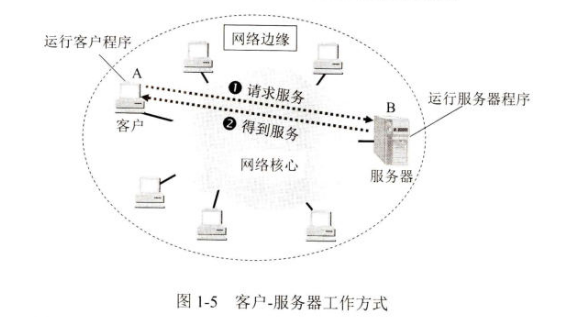 运行客户程序
网络边缘
A
❶ 请求服务
B
运行服务器程序
客户
❷ 得到服务
网络核心
服务器
图 1-5 客户-服务器工作方式